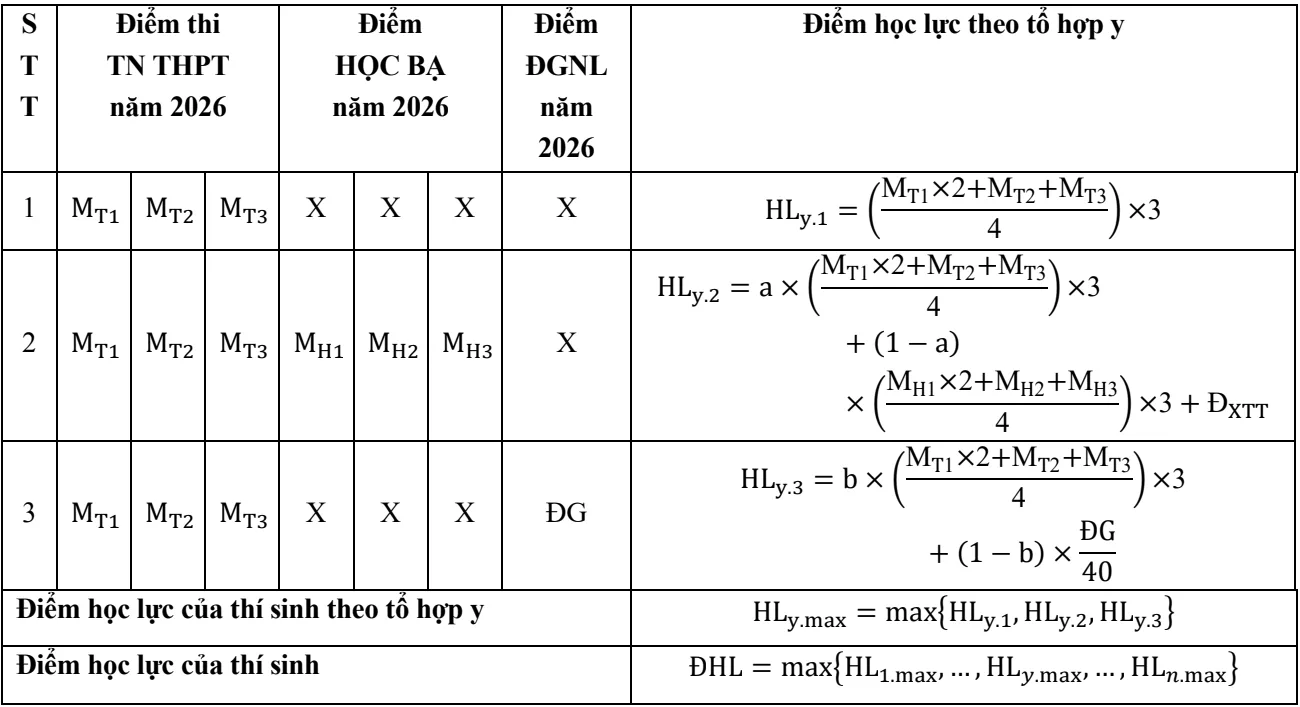 S T T | Điểm thi TN THPT năm 2026 | Điểm HỌC BẠ năm 2026 | Điểm ĐGNL năm 2026 | Điểm học lực theo tổ hợp y
1 | M_T1 | M_T2 | M_T3 | X | X | X | X | HL_y.1 = ((M_T1×2+M_T2+M_T3)/4)×3
2 | M_T1 | M_T2 | M_T3 | M_H1 | M_H2 | M_H3 | X | HL_y.2 = a × ((M_T1×2+M_T2+M_T3)/4)×3
+ (1 − a)
× ((M_H1×2+M_H2+M_H3)/4)×3 + Đ_XTT
3 | M_T1 | M_T2 | M_T3 | X | X | X | ĐG | HL_y.3 = b × ((M_T1×2+M_T2+M_T3)/4)×3
+ (1 − b) × ĐG/40
Điểm học lực của thí sinh theo tổ hợp y | HL_y.max = max{HL_y.1, HL_y.2, HL_y.3}
Điểm học lực của thí sinh | ĐHL = max{HL_1.max, … , HL_y.max, … , HL_n.max}